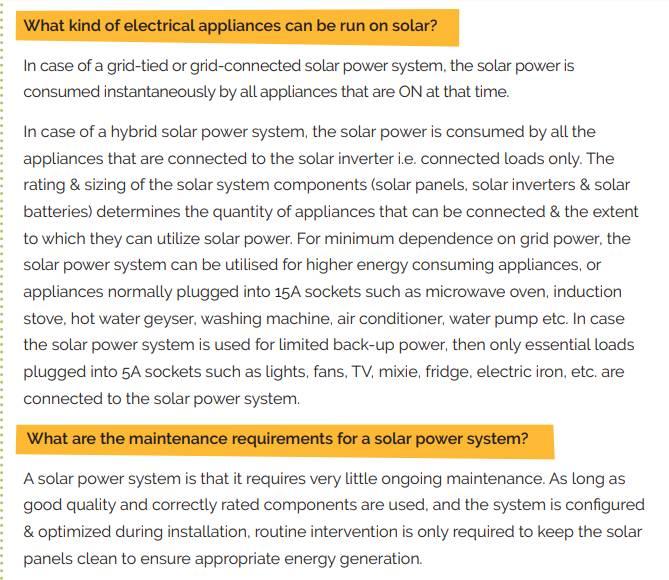 What kind of electrical appliances can be run on solar?
In case of a grid-tied or grid-connected solar power system, the solar power is
consumed instantaneously by all appliances that are ON at that time.
In case of a hybrid solar power system, the solar power is consumed by all the
appliances that are connected to the solar inverter i.e. connected loads only. The
rating & sizing of the solar system components (solar panels, solar inverters & solar
batteries) determines the quantity of appliances that can be connected & the extent
to which they can utilize solar power. For minimum dependence on grid power, the
solar power system can be utilised for higher energy consuming appliances, or
appliances normally plugged into 15A sockets such as microwave oven, induction
stove, hot water geyser, washing machine, air conditioner, water pump etc. In case
the solar power system is used for limited back-up power, then only essential loads
plugged into 5A sockets such as lights, fans, TV, mixie, fridge, electric iron, etc. are
connected to the solar power system.
What are the maintenance requirements for a solar power system?
A solar power system is that it requires very little ongoing maintenance. As long as
good quality and correctly rated components are used, and the system is configured
& optimized during installation, routine intervention is only required to keep the solar
panels clean to ensure appropriate energy generation.